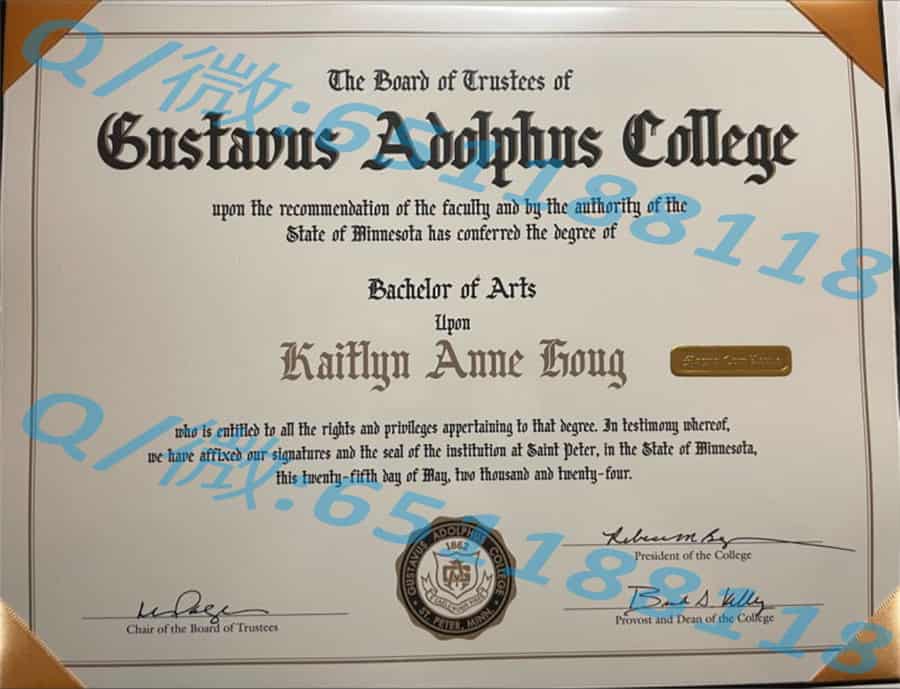 The Board of Trustees of
Gustavus Adolphus College
upon the recommendation of the faculty and by the authority of the
State of Minnesota has conferred the degree of
Bachelor of Arts
Upon
Kaitlyn Anne Houg
who is entitled to all the rights and privileges appertaining to that degree. In testimony whereof,
we have affixed our signatures and the seal of the institution at Saint Peter, in the State of Minnesota,
this twenty-fifth day of May, two thousand and twenty-four.
GUSTAVUS ADOLPHUS COLLEGE
1862
ST. PETER, MINN.
President of the College
Chair of the Board of Trustees
Provost and Dean of the College
Q/微:651188118
Q/微:651188118